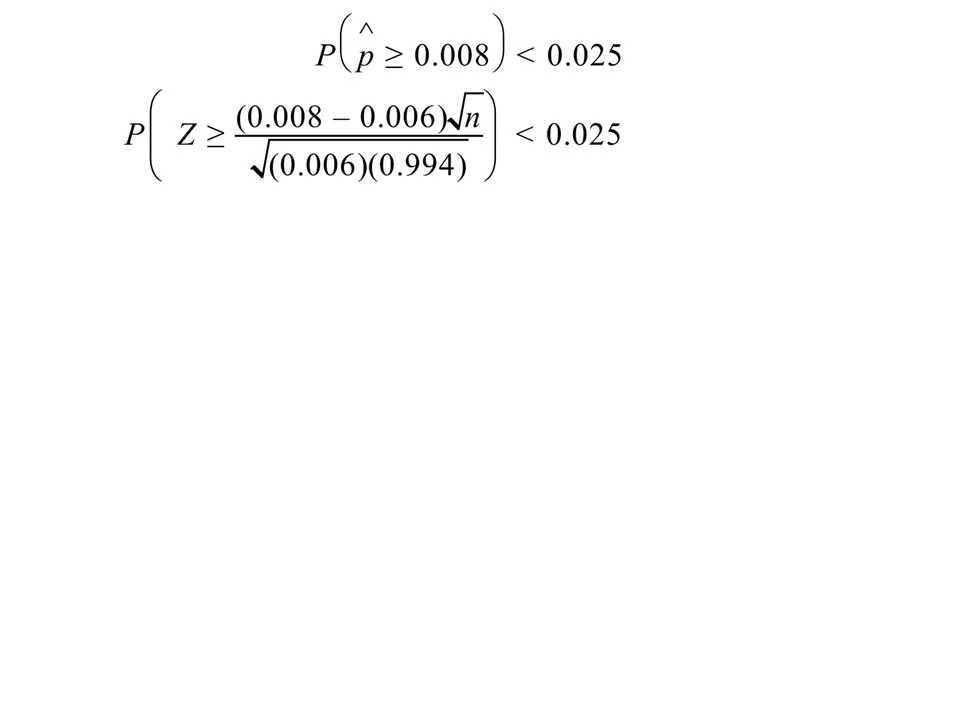 P(p̂ ≥ 0.008) < 0.025
P( Z ≥ (0.008 – 0.006)√n / √(0.006)(0.994) ) < 0.025